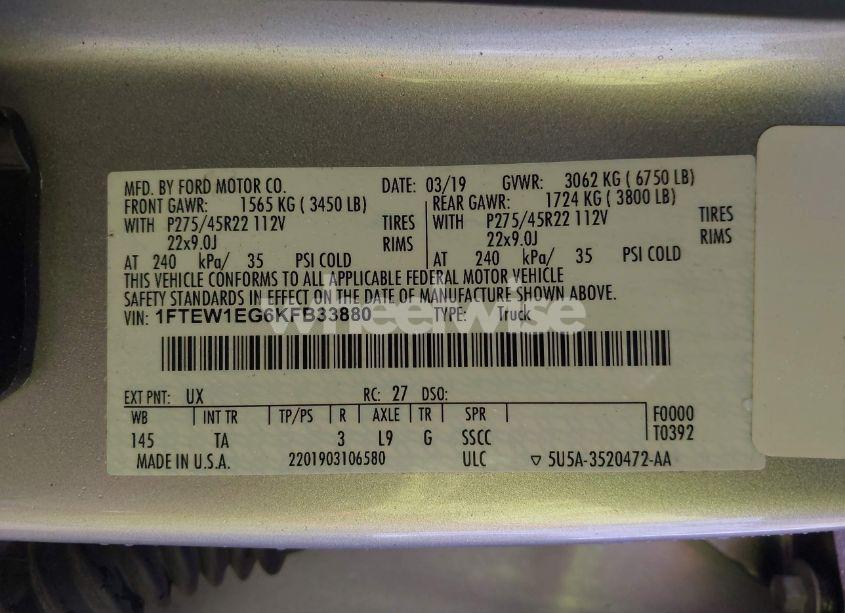 MFD. BY FORD MOTOR CO. DATE: 03/19 GVWR: 3062 KG ( 6750 LB)
FRONT GAWR: 1565 KG ( 3450 LB) REAR GAWR: 1724 KG ( 3800 LB)
WITH P275/45R22 112V TIRES WITH P275/45R22 112V TIRES
22x9.0J RIMS 22x9.0J RIMS
AT 240 kPa/ 35 PSI COLD AT 240 kPa/ 35 PSI COLD
THIS VEHICLE CONFORMS TO ALL APPLICABLE FEDERAL MOTOR VEHICLE
SAFETY STANDARDS IN EFFECT ON THE DATE OF MANUFACTURE SHOWN ABOVE.
VIN: 1FTEW1EG6KFB33880 TYPE: Truck
wheelwise
EXT PNT: UX RC: 27 DSO:
WB INT TR TP/PS R AXLE TR SPR F0000
145 TA 3 L9 G SSCC T0392
MADE IN U.S.A. 2201903106580 ULC ▽ 5U5A-3520472-AA